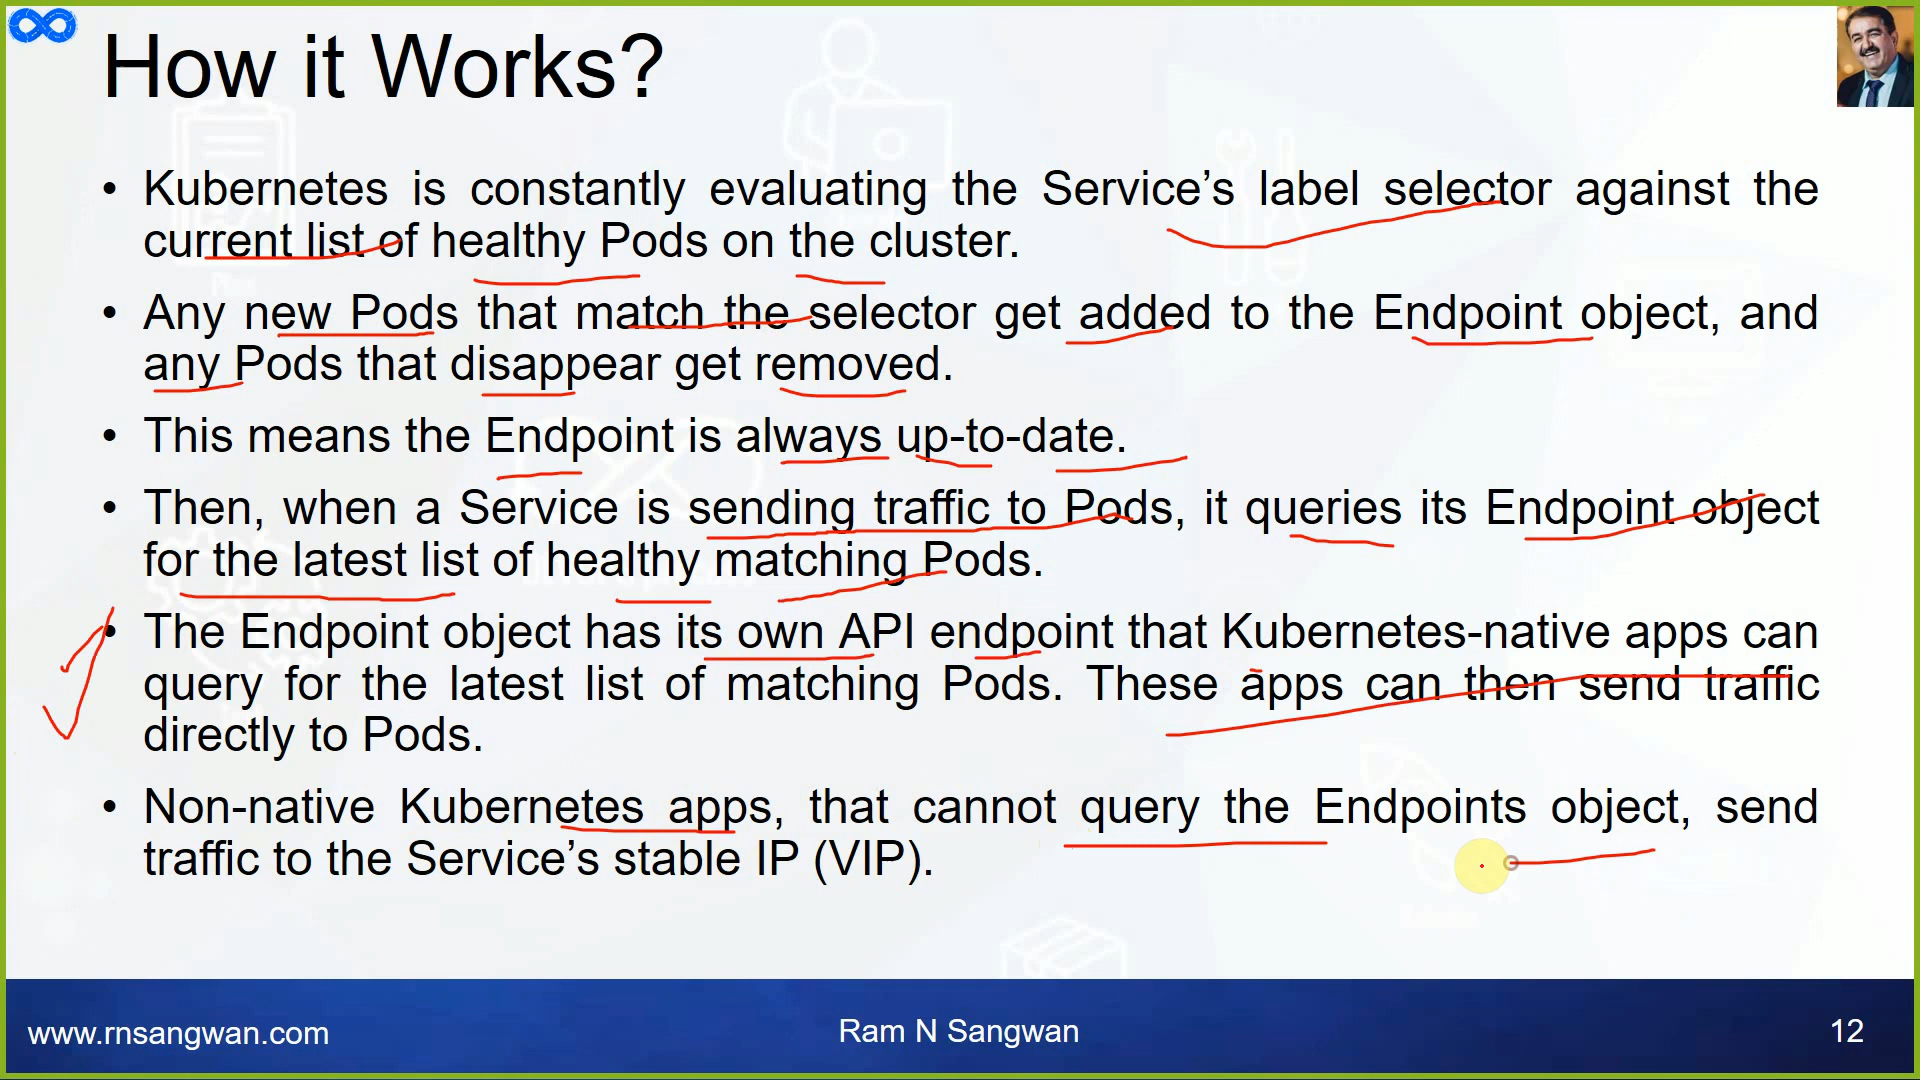 How it Works?
• Kubernetes is constantly evaluating the Service’s label selector against the
current list of healthy Pods on the cluster.
• Any new Pods that match the selector get added to the Endpoint object, and
any Pods that disappear get removed.
• This means the Endpoint is always up-to-date.
• Then, when a Service is sending traffic to Pods, it queries its Endpoint object
for the latest list of healthy matching Pods.
• The Endpoint object has its own API endpoint that Kubernetes-native apps can
query for the latest list of matching Pods. These apps can then send traffic
directly to Pods.
• Non-native Kubernetes apps, that cannot query the Endpoints object, send
traffic to the Service’s stable IP (VIP).
www.rnsangwan.com
Ram N Sangwan
12